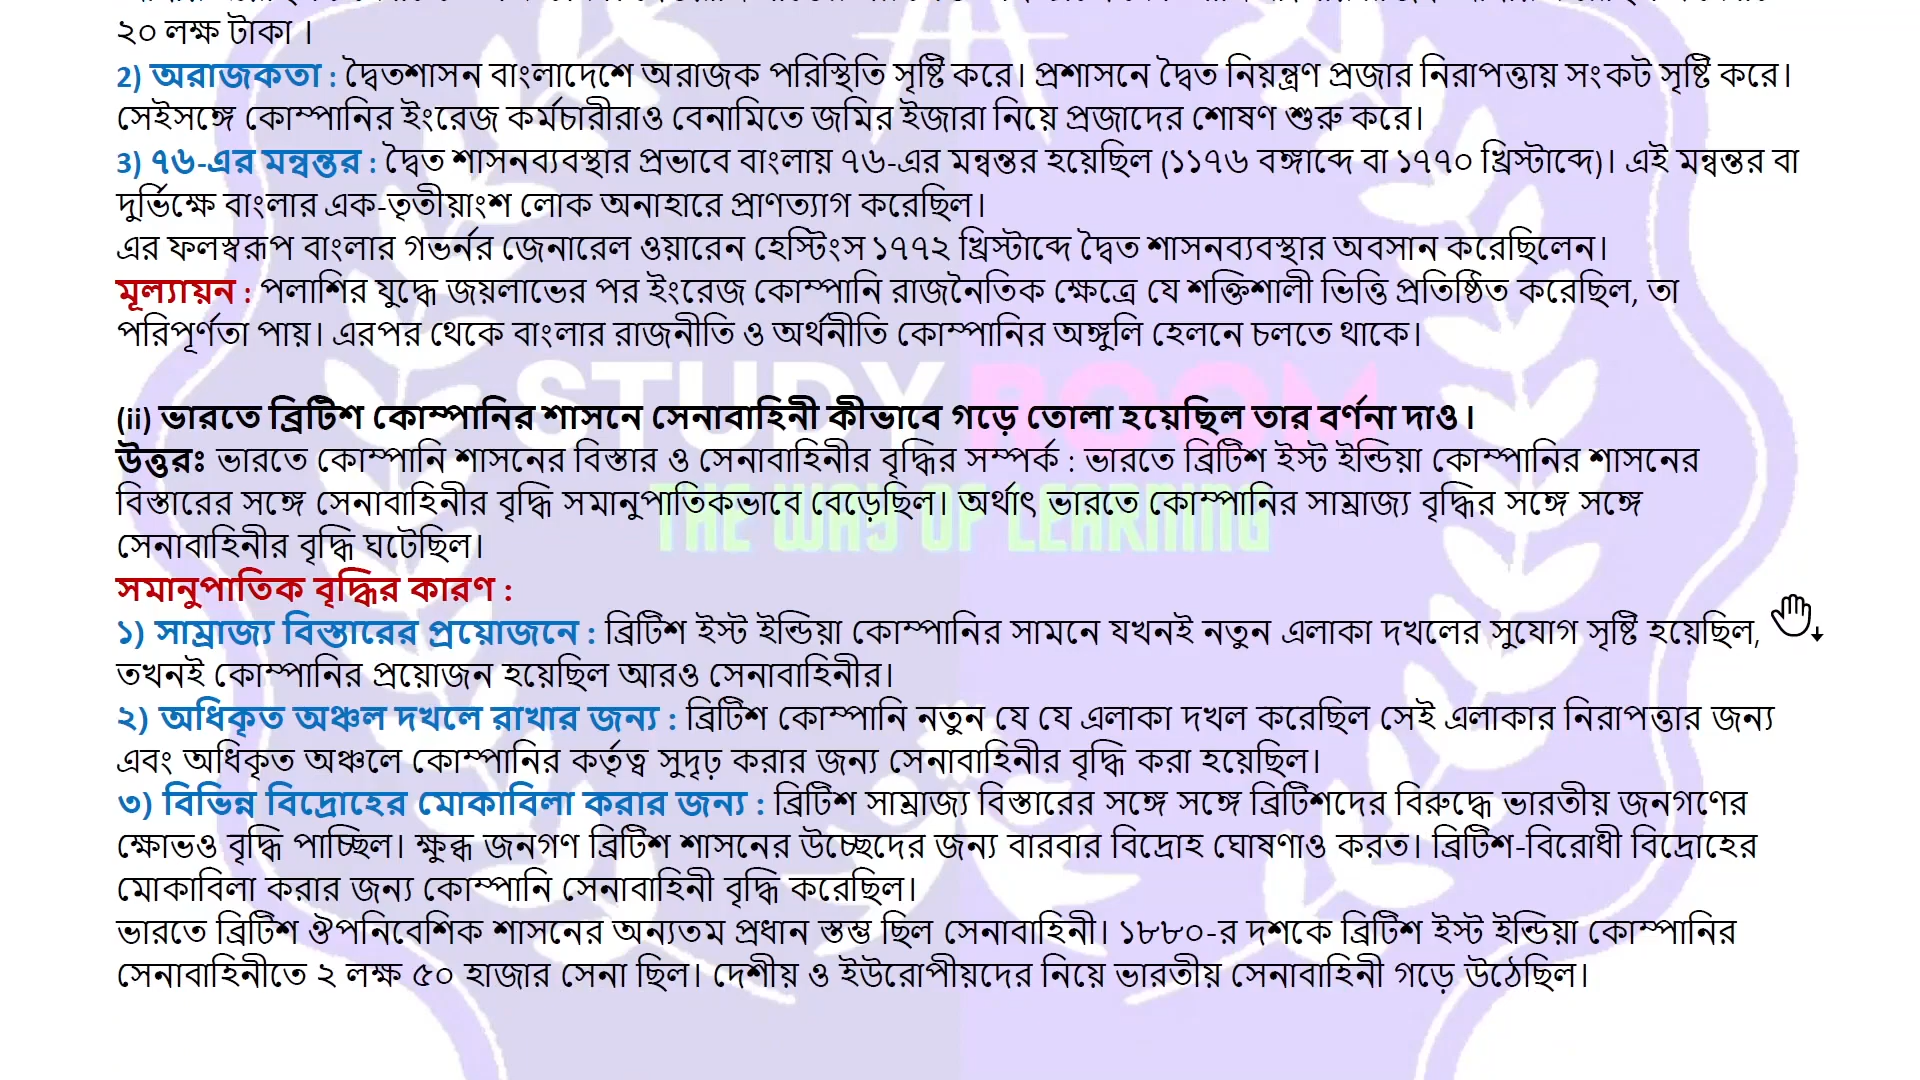 ২০ লক্ষ টাকা ।
2) অরাজকতা : দ্বৈতশাসন বাংলাদেশে অরাজক পরিস্থিতি সৃষ্টি করে। প্রশাসনে দ্বৈত নিয়ন্ত্রণ প্রজার নিরাপত্তায় সংকট সৃষ্টি করে।
সেইসঙ্গে কোম্পানির ইংরেজ কর্মচারীরাও বেনামিতে জমির ইজারা নিয়ে প্রজাদের শোষণ শুরু করে।
3) ৭৬-এর মন্বন্তর : দ্বৈত শাসনব্যবস্থার প্রভাবে বাংলায় ৭৬-এর মন্বন্তর হয়েছিল (১১৭৬ বঙ্গাব্দে বা ১৭৭০ খ্রিস্টাব্দে)। এই মন্বন্তর বা
দুর্ভিক্ষে বাংলার এক-তৃতীয়াংশ লোক অনাহারে প্রাণত্যাগ করেছিল।
এর ফলস্বরূপ বাংলার গভর্নর জেনারেল ওয়ারেন হেস্টিংস ১৭৭২ খ্রিস্টাব্দে দ্বৈত শাসনব্যবস্থার অবসান করেছিলেন।
মূল্যায়ন : পলাশির যুদ্ধে জয়লাভের পর ইংরেজ কোম্পানি রাজনৈতিক ক্ষেত্রে যে শক্তিশালী ভিত্তি প্রতিষ্ঠিত করেছিল, তা
পরিপূর্ণতা পায়। এরপর থেকে বাংলার রাজনীতি ও অর্থনীতি কোম্পানির অঙ্গুলি হেলনে চলতে থাকে।
STUDY ROOM
(ii) ভারতে ব্রিটিশ কোম্পানির শাসনে সেনাবাহিনী কীভাবে গড়ে তোলা হয়েছিল তার বর্ণনা দাও।
উত্তরঃ ভারতে কোম্পানি শাসনের বিস্তার ও সেনাবাহিনীর বৃদ্ধির সম্পর্ক : ভারতে ব্রিটিশ ইস্ট ইন্ডিয়া কোম্পানির শাসনের
বিস্তারের সঙ্গে সেনাবাহিনীর বৃদ্ধি সমানুপাতিকভাবে বেড়েছিল। অর্থাৎ ভারতে কোম্পানির সাম্রাজ্য বৃদ্ধির সঙ্গে সঙ্গে
THE WAY OF LEARNING
সেনাবাহিনীর বৃদ্ধি ঘটেছিল।
সমানুপাতিক বৃদ্ধির কারণ :
১) সাম্রাজ্য বিস্তারের প্রয়োজনে : ব্রিটিশ ইস্ট ইন্ডিয়া কোম্পানির সামনে যখনই নতুন এলাকা দখলের সুযোগ সৃষ্টি হয়েছিল,
তখনই কোম্পানির প্রয়োজন হয়েছিল আরও সেনাবাহিনীর।
২) অধিকৃত অঞ্চল দখলে রাখার জন্য : ব্রিটিশ কোম্পানি নতুন যে যে এলাকা দখল করেছিল সেই এলাকার নিরাপত্তার জন্য
এবং অধিকৃত অঞ্চলে কোম্পানির কর্তৃত্ব সুদৃঢ় করার জন্য সেনাবাহিনীর বৃদ্ধি করা হয়েছিল।
৩) বিভিন্ন বিদ্রোহের মোকাবিলা করার জন্য : ব্রিটিশ সাম্রাজ্য বিস্তারের সঙ্গে সঙ্গে ব্রিটিশদের বিরুদ্ধে ভারতীয় জনগণের
ক্ষোভও বৃদ্ধি পাচ্ছিল। ক্ষুব্ধ জনগণ ব্রিটিশ শাসনের উচ্ছেদের জন্য বারবার বিদ্রোহ ঘোষণাও করত। ব্রিটিশ-বিরোধী বিদ্রোহের
মোকাবিলা করার জন্য কোম্পানি সেনাবাহিনী বৃদ্ধি করেছিল।
ভারতে ব্রিটিশ ঔপনিবেশিক শাসনের অন্যতম প্রধান স্তম্ভ ছিল সেনাবাহিনী। ১৮৮০-র দশকে ব্রিটিশ ইস্ট ইন্ডিয়া কোম্পানির
সেনাবাহিনীতে ২ লক্ষ ৫০ হাজার সেনা ছিল। দেশীয় ও ইউরোপীয়দের নিয়ে ভারতীয় সেনাবাহিনী গড়ে উঠেছিল।